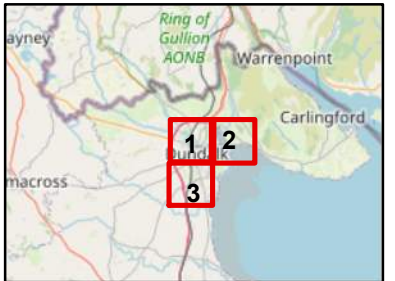 Ring of
Gullion
AONB
ayney
Warrenpoint
Carlingford
1
2
Dundalk
macross
3